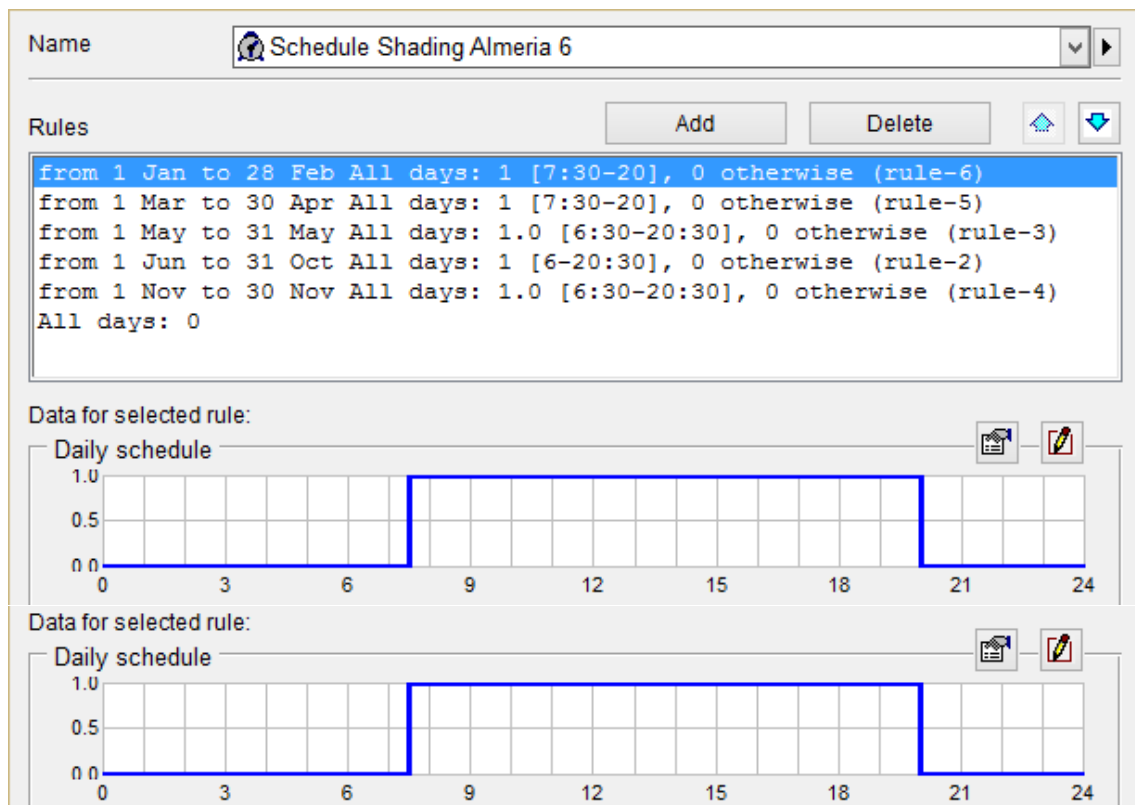 Name Schedule Shading Almeria 6
Rules Add Delete
from 1 Jan to 28 Feb All days: 1 [7:30-20], 0 otherwise (rule-6)
from 1 Mar to 30 Apr All days: 1 [7:30-20], 0 otherwise (rule-5)
from 1 May to 31 May All days: 1.0 [6:30-20:30], 0 otherwise (rule-3)
from 1 Jun to 31 Oct All days: 1 [6-20:30], 0 otherwise (rule-2)
from 1 Nov to 30 Nov All days: 1.0 [6:30-20:30], 0 otherwise (rule-4)
All days: 0
Data for selected rule:
Daily schedule
1.0
0.5
0.0
0 3 6 9 12 15 18 21 24
Data for selected rule:
Daily schedule
1.0
0.5
0.0
0 3 6 9 12 15 18 21 24